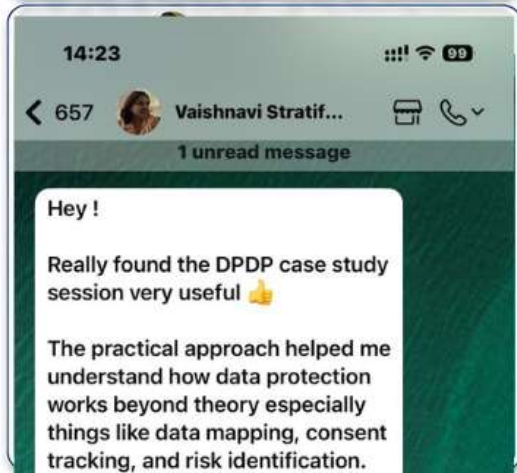 14:23
99
657
Vaishnavi Stratif...
1 unread message
Hey !
Really found the DPDP case study
session very useful 👍
The practical approach helped me
understand how data protection
works beyond theory especially
things like data mapping, consent
tracking, and risk identification.